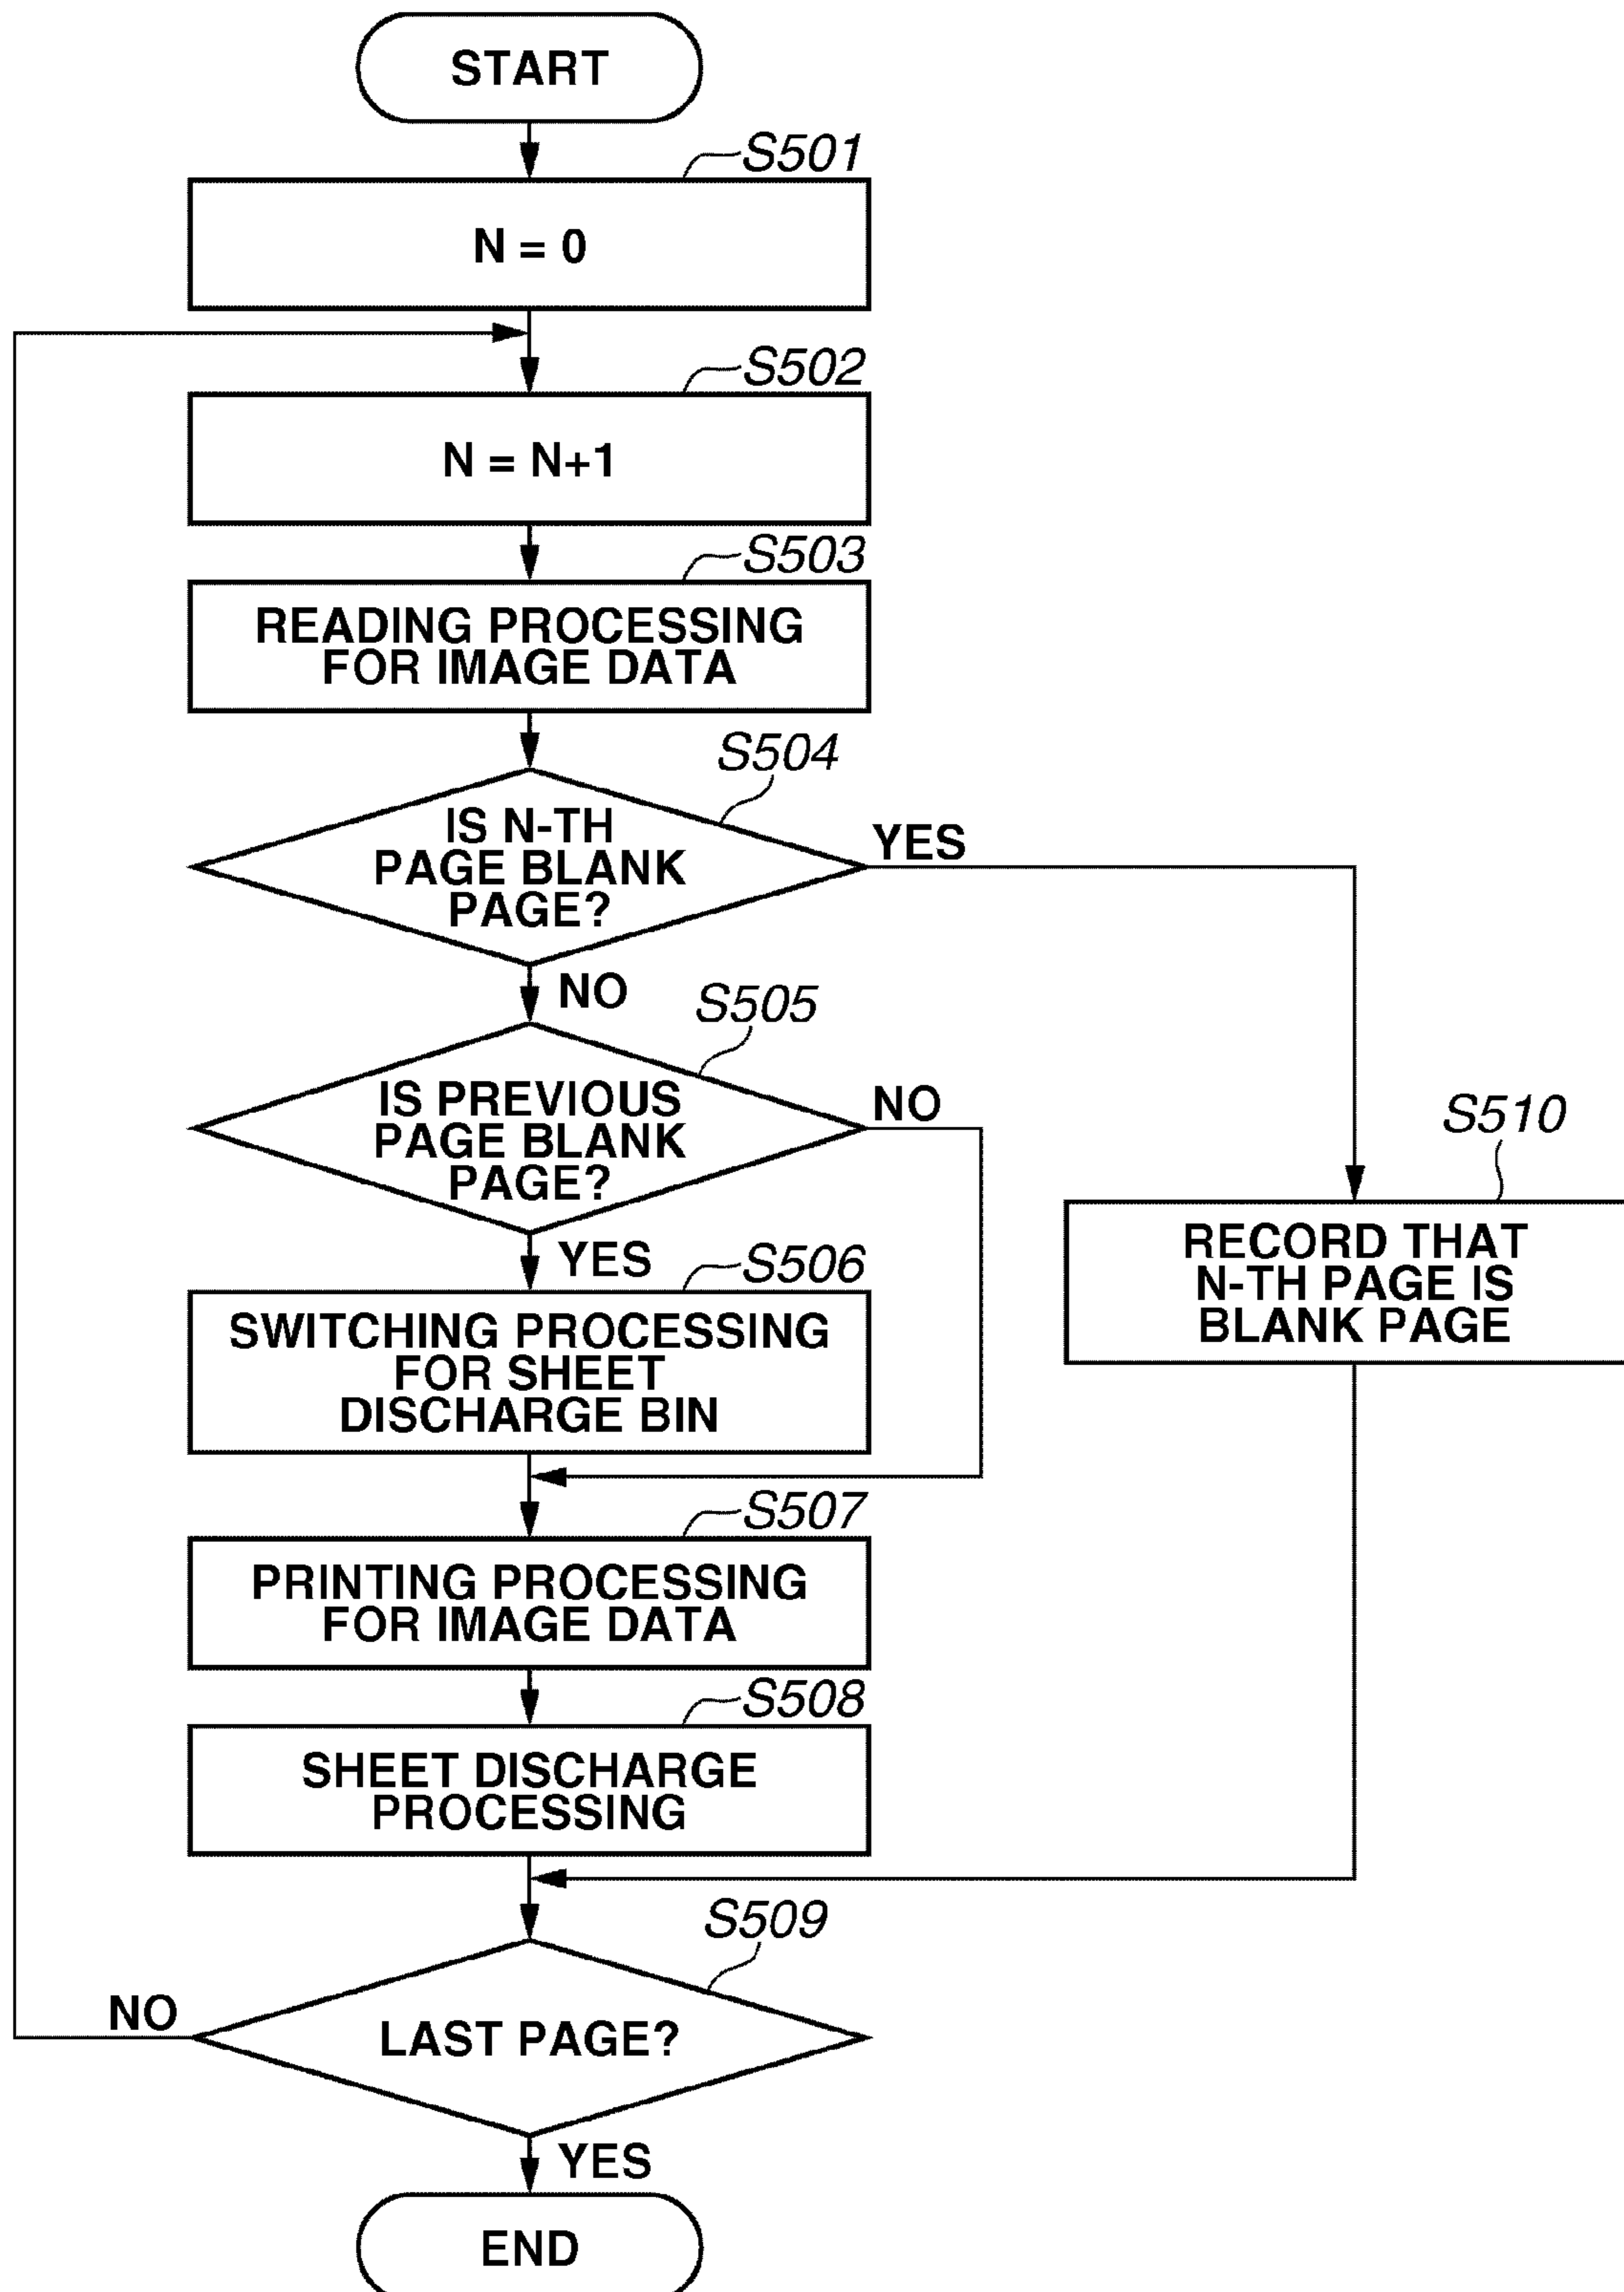 START
S501
N = 0
S502
N = N+1
S503
READING PROCESSING
FOR IMAGE DATA
S504
IS N-TH
PAGE BLANK
PAGE?
YES
NO
S505
IS PREVIOUS
PAGE BLANK
PAGE?
NO
YES
S510
RECORD THAT
N-TH PAGE IS
BLANK PAGE
S506
SWITCHING PROCESSING
FOR SHEET
DISCHARGE BIN
S507
PRINTING PROCESSING
FOR IMAGE DATA
S508
SHEET DISCHARGE
PROCESSING
S509
LAST PAGE?
NO
YES
END